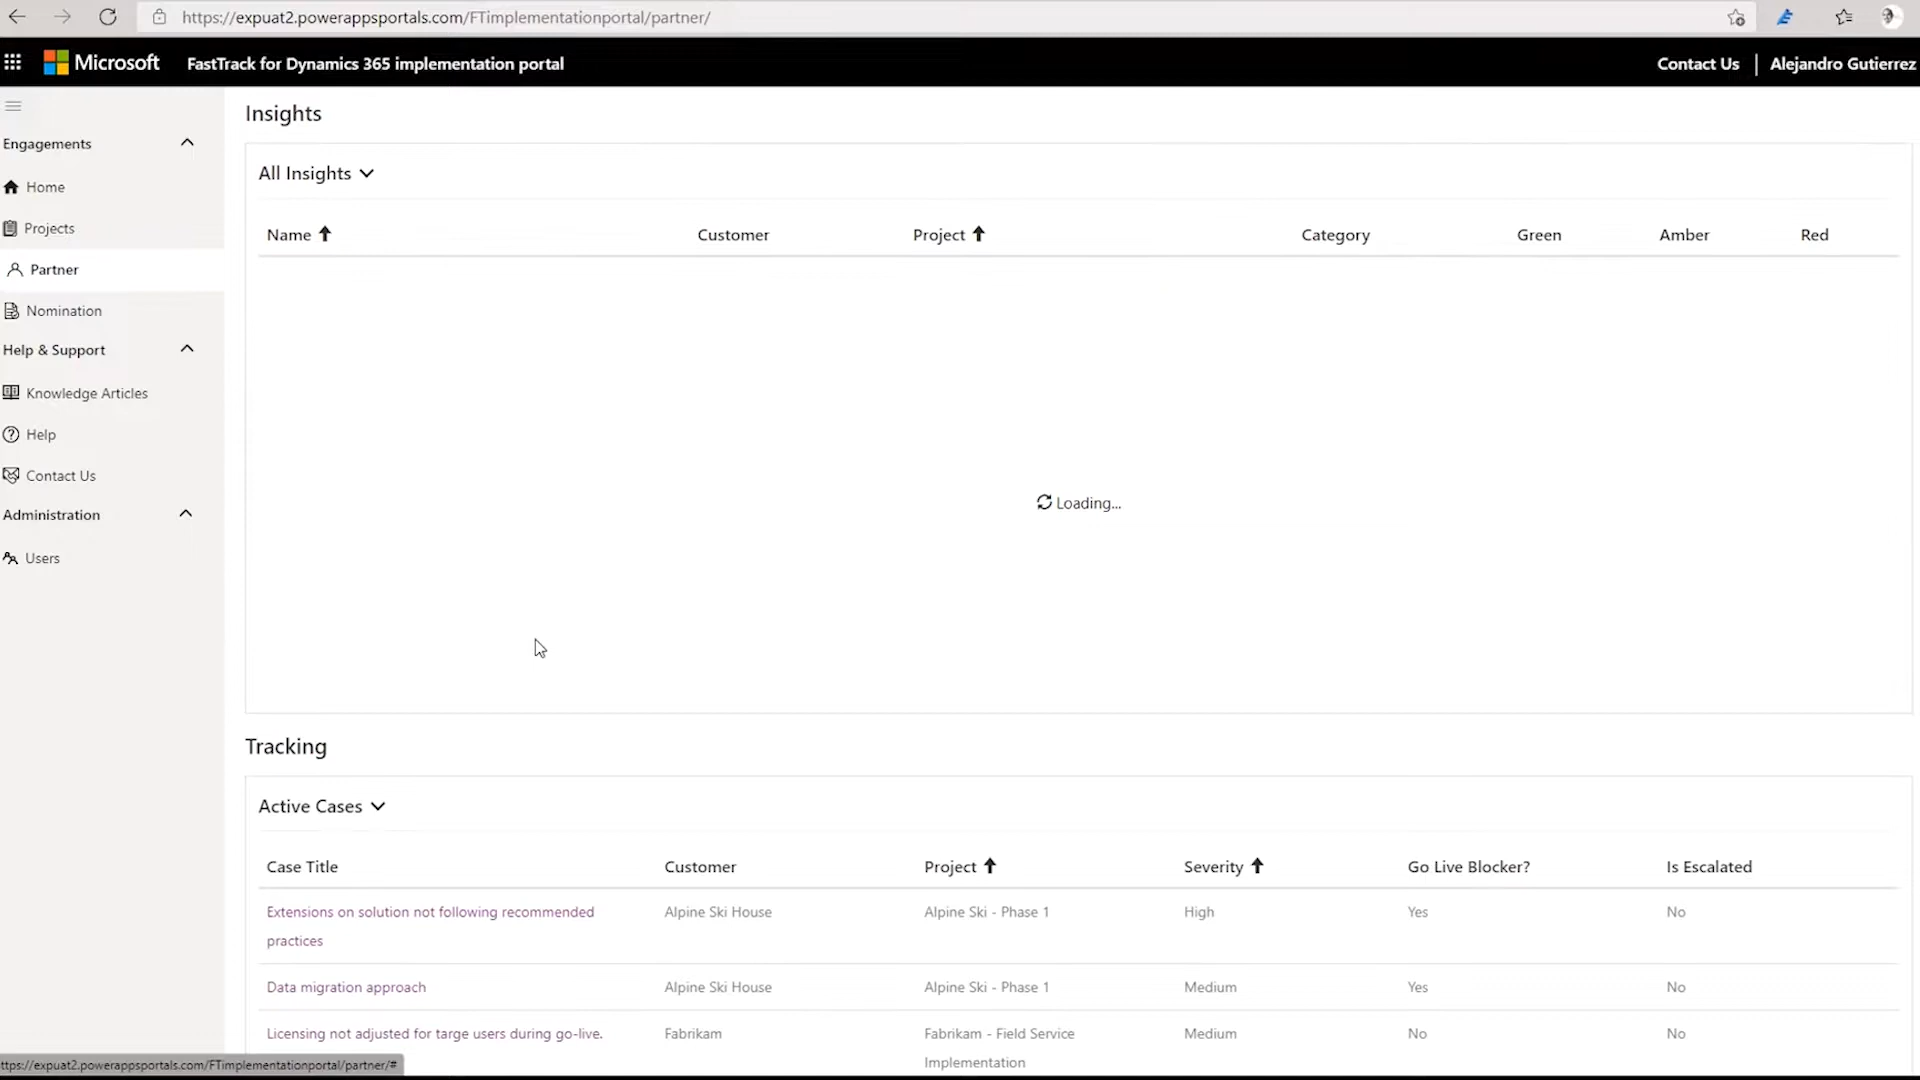 https://expuat2.powerappsportals.com/FTimplementationportal/partner/
Microsoft
FastTrack for Dynamics 365 implementation portal
Contact Us
Alejandro Gutierrez
Engagements
Home
Projects
Partner
Nomination
Help & Support
Knowledge Articles
Help
Contact Us
Administration
Users
Insights
All Insights
Name Customer Project Category Green Amber Red
Loading...
Tracking
Active Cases
Case Title Customer Project Severity Go Live Blocker? Is Escalated
Extensions on solution not following recommended Alpine Ski House Alpine Ski - Phase 1 High Yes No
practices
Data migration approach Alpine Ski House Alpine Ski - Phase 1 Medium Yes No
Licensing not adjusted for targe users during go-live. Fabrikam Fabrikam - Field Service Medium No No
Implementation
ttps://expuat2.powerappsportals.com/FTimplementationportal/partner/#